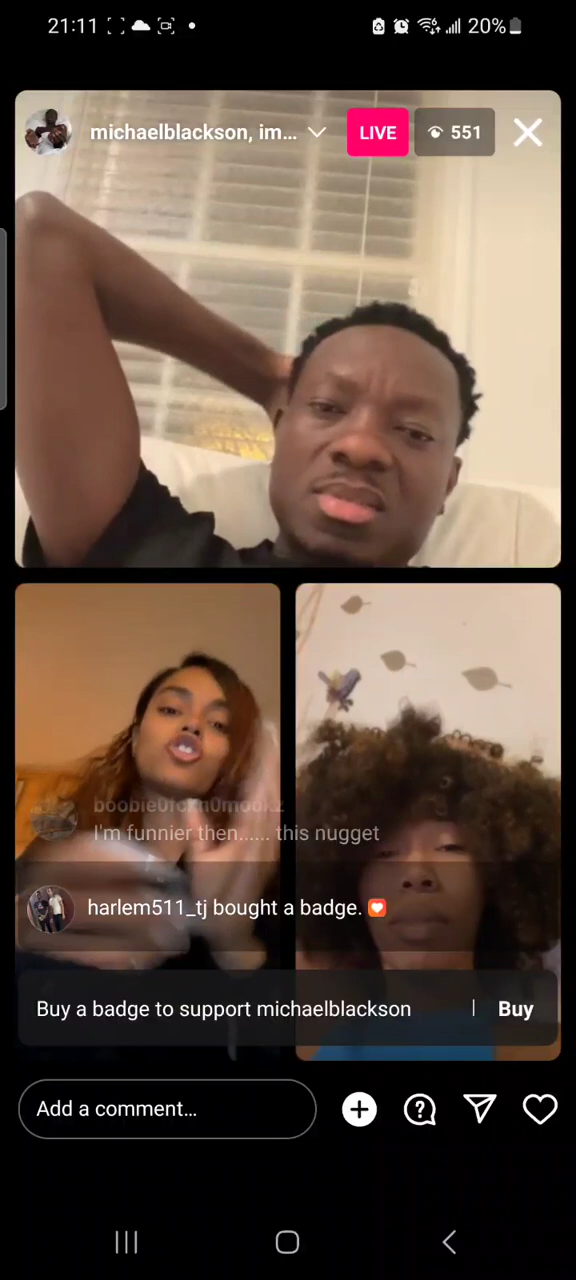 21:11
20%
michaelblackson, im...
LIVE
551
I'm funnier then...... this nugget
harlem511_tj bought a badge.
Buy a badge to support michaelblackson | Buy
Add a comment...